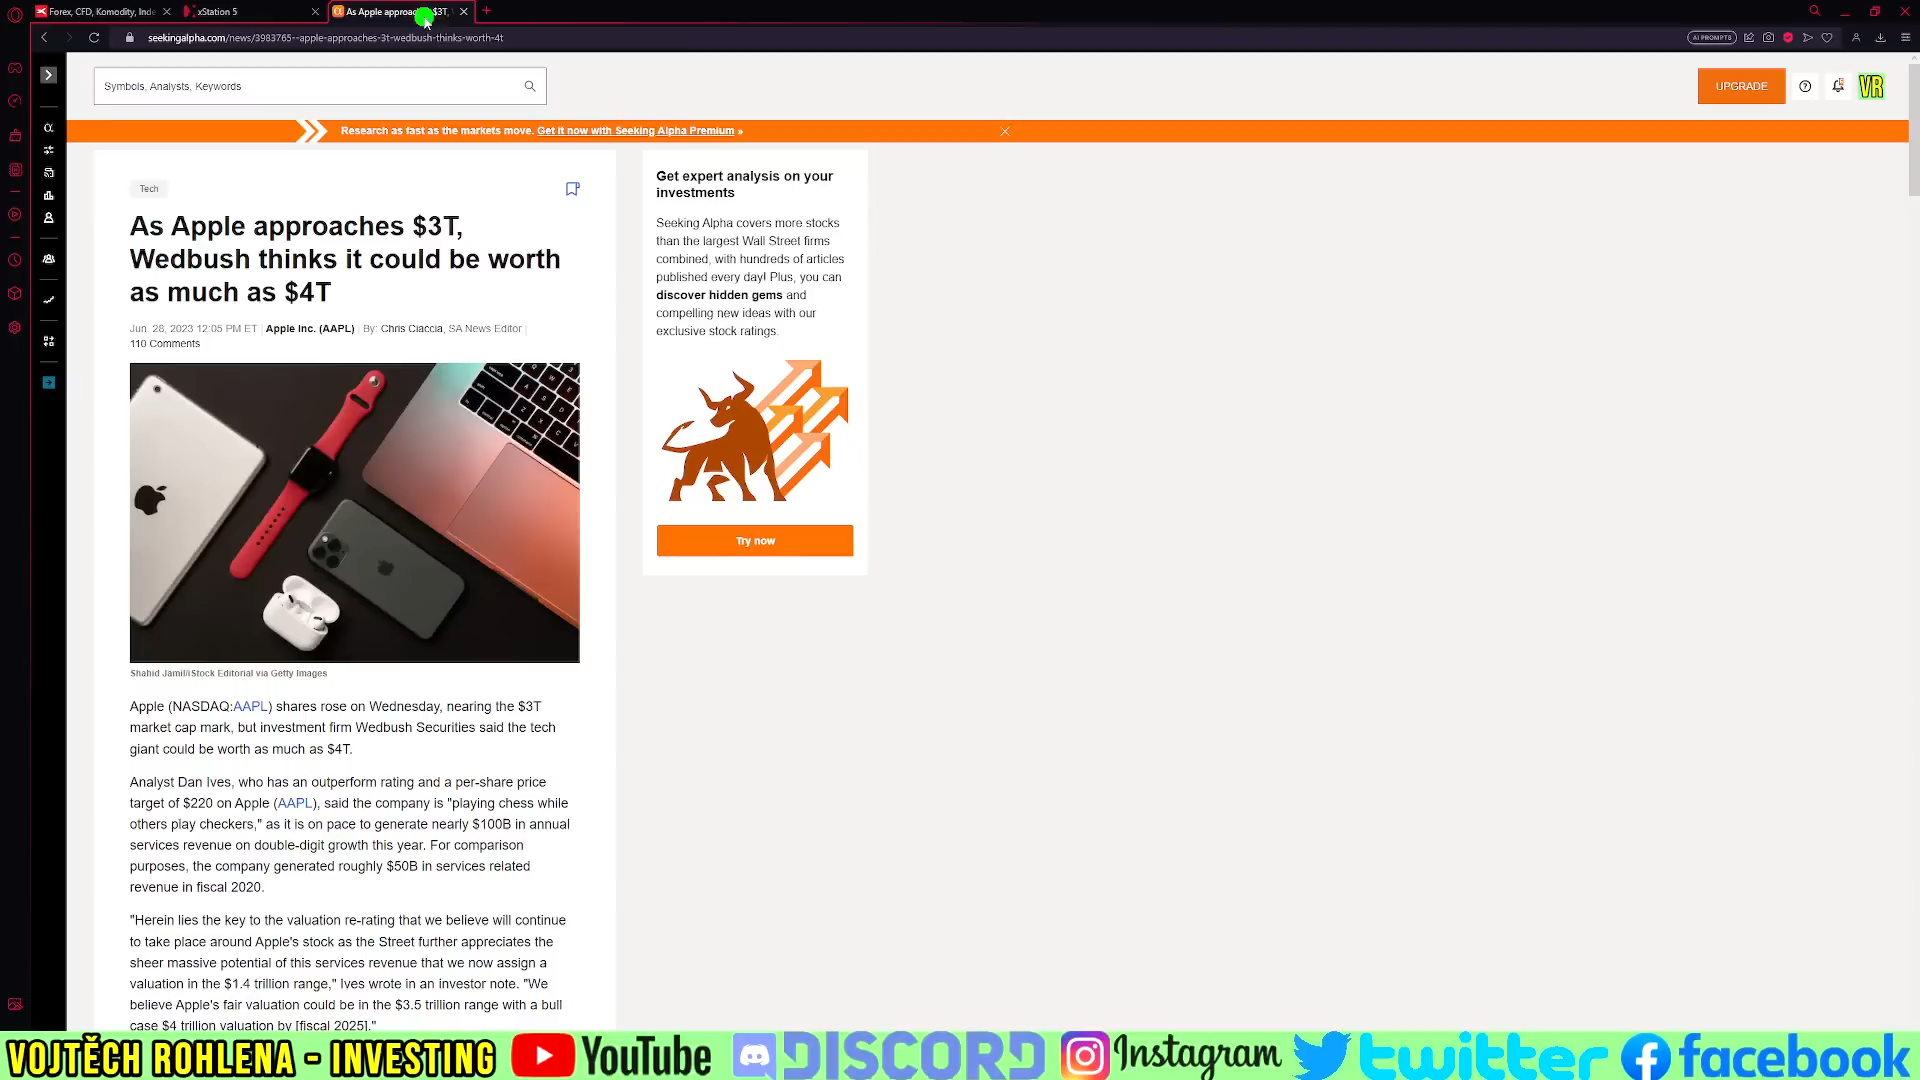 Forex, CFD, Komodity, Inde
xStation 5
As Apple approac
$3T,
seekingalpha.com/news/3983765--apple-approaches-3t-wedbush-thinks-worth-4t
AI PROMPTS
Symbols, Analysts, Keywords
UPGRADE
VR
Research as fast as the markets move. Get it now with Seeking Alpha Premium »
Tech
As Apple approaches $3T,
Wedbush thinks it could be worth
as much as $4T
Jun. 28, 2023 12:05 PM ET | Apple Inc. (AAPL) | By: Chris Ciaccia, SA News Editor |
110 Comments
Shahid Jamil/iStock Editorial via Getty Images
Apple (NASDAQ:AAPL) shares rose on Wednesday, nearing the $3T
market cap mark, but investment firm Wedbush Securities said the tech
giant could be worth as much as $4T.
Analyst Dan Ives, who has an outperform rating and a per-share price
target of $220 on Apple (AAPL), said the company is "playing chess while
others play checkers," as it is on pace to generate nearly $100B in annual
services revenue on double-digit growth this year. For comparison
purposes, the company generated roughly $50B in services related
revenue in fiscal 2020.
"Herein lies the key to the valuation re-rating that we believe will continue
to take place around Apple's stock as the Street further appreciates the
sheer massive potential of this services revenue that we now assign a
valuation in the $1.4 trillion range," Ives wrote in an investor note. "We
believe Apple's fair valuation could be in the $3.5 trillion range with a bull
case $4 trillion valuation by [fiscal 2025]."
Get expert analysis on your
investments
Seeking Alpha covers more stocks
than the largest Wall Street firms
combined, with hundreds of articles
published every day! Plus, you can
discover hidden gems and
compelling new ideas with our
exclusive stock ratings.
Try now
VOJTĚCH ROHLENA - INVESTING YouTube DISCORD Instagram twitter facebook